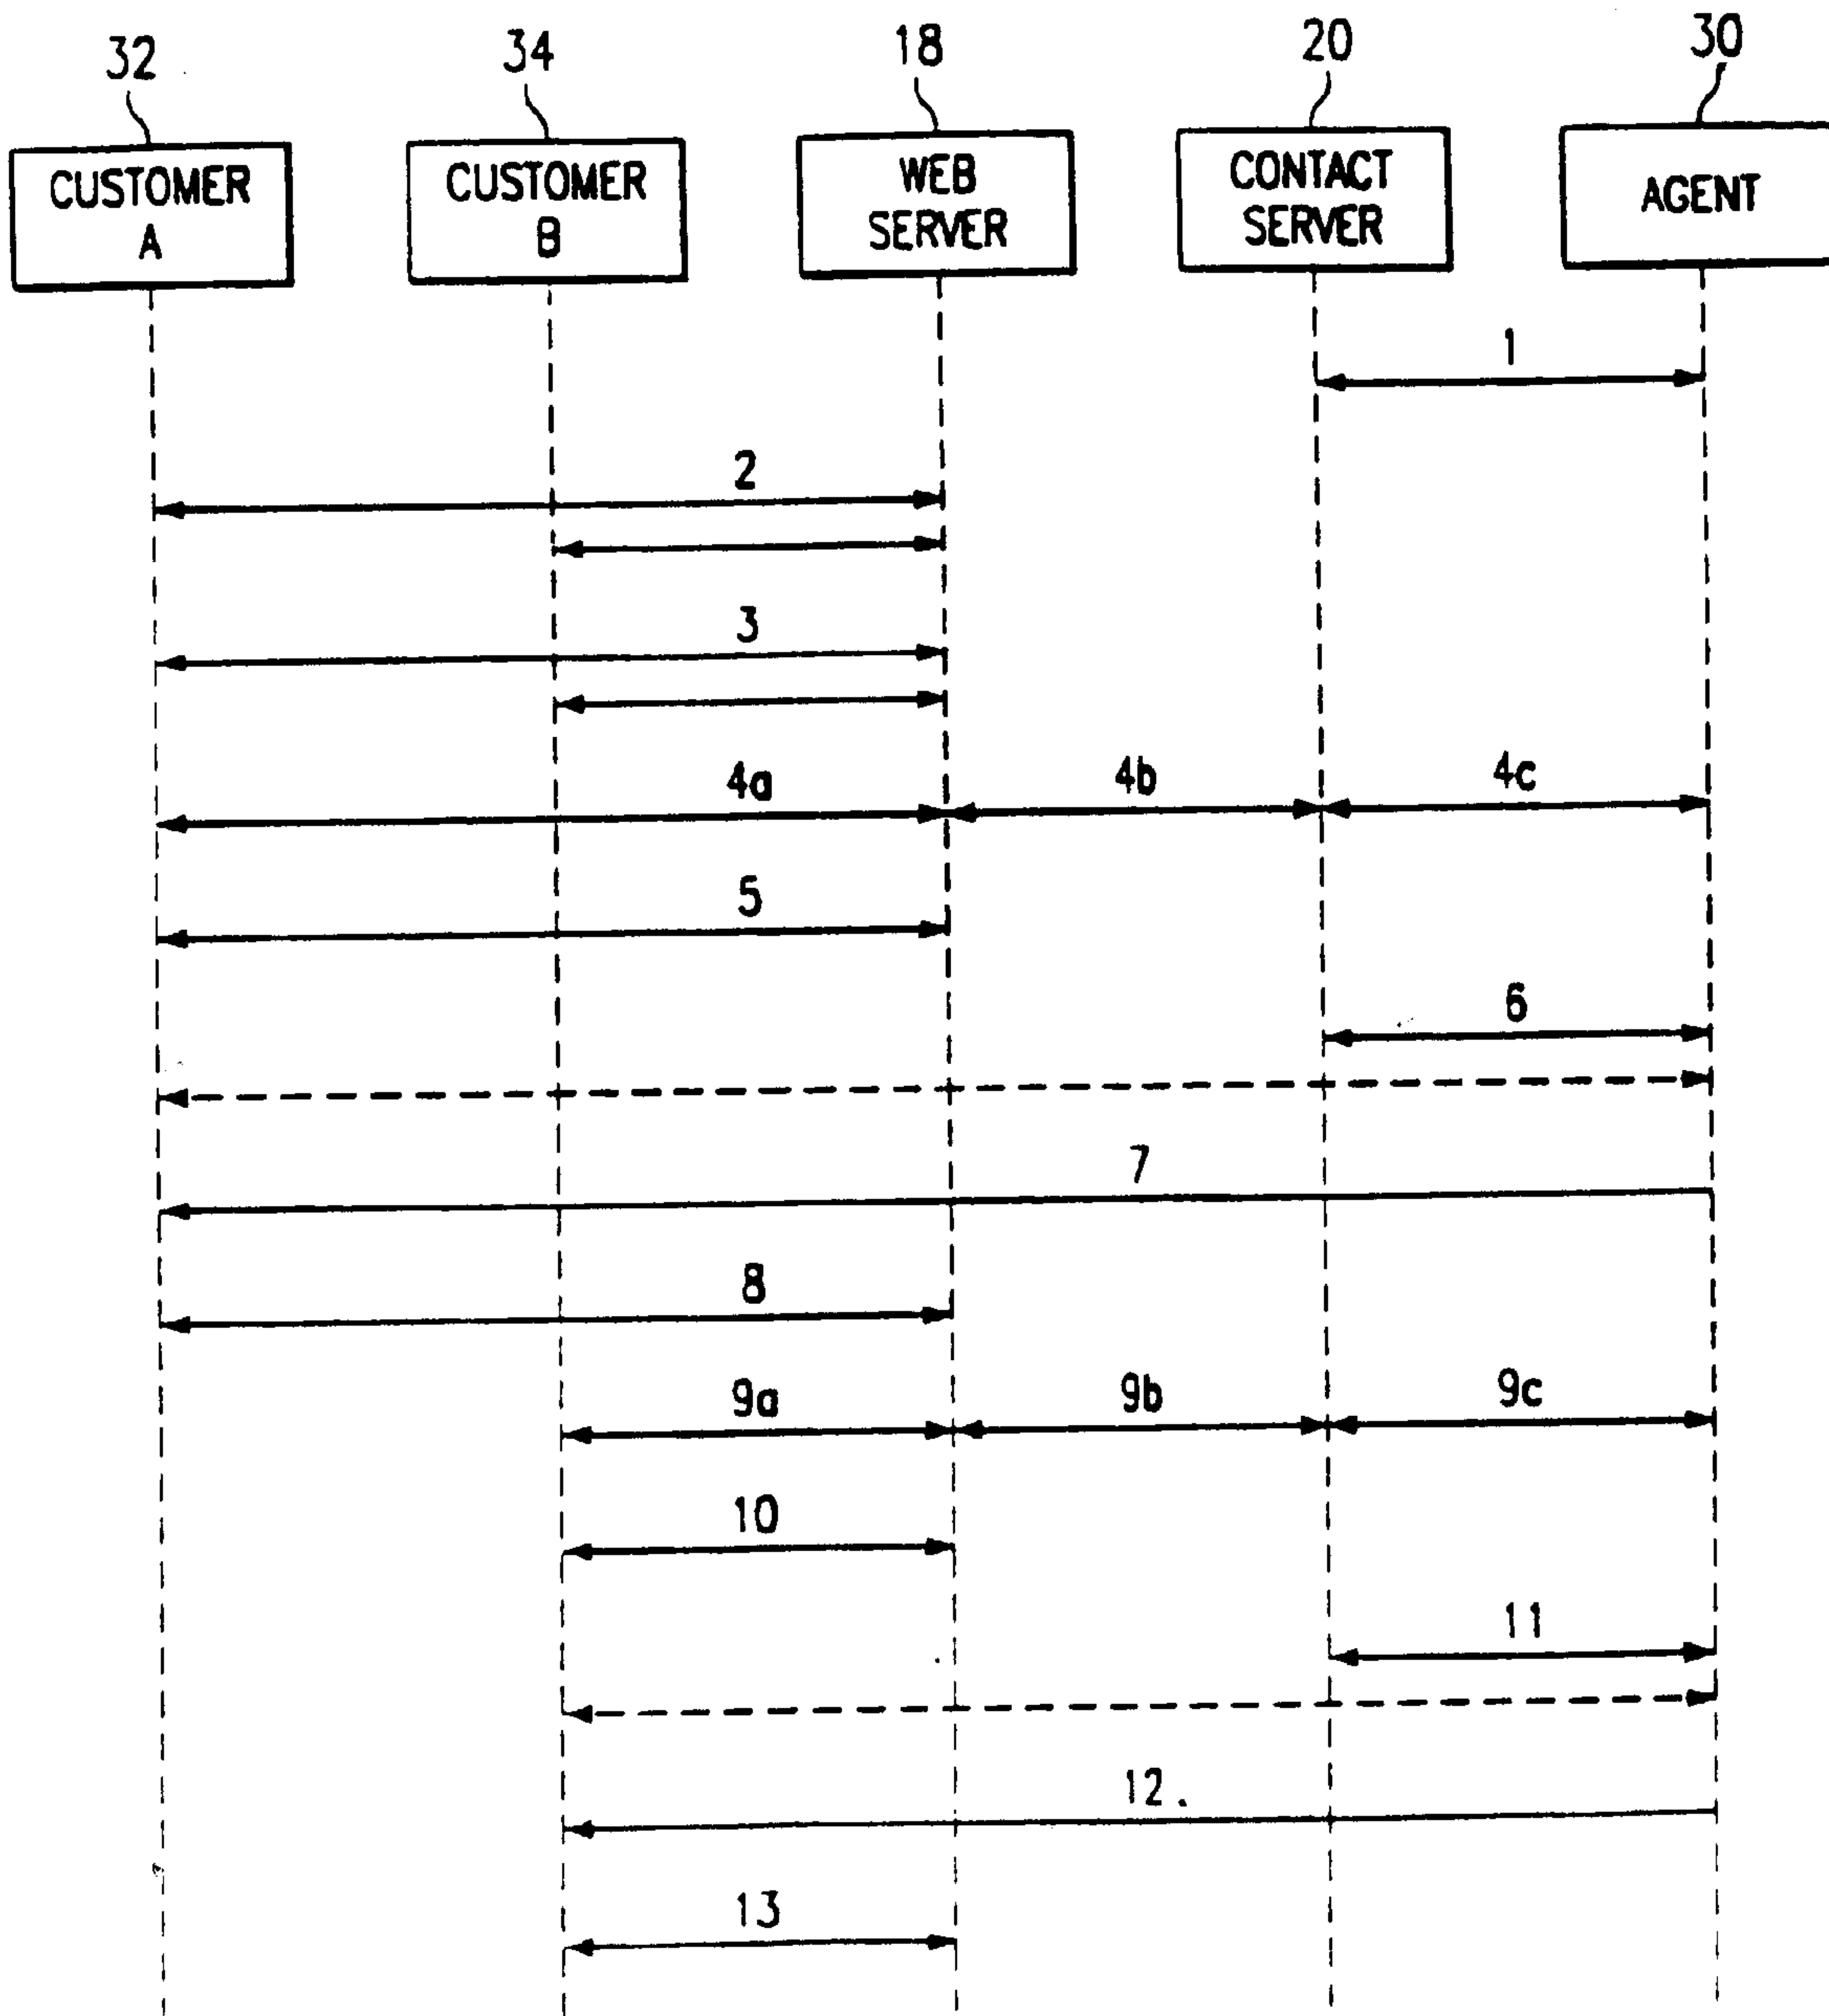 32 34 18 20 30
CUSTOMER A
CUSTOMER B
WEB SERVER
CONTACT SERVER
AGENT
1
2
3
4a 4b 4c
5
6
7
8
9a 9b 9c
10
11
12.
13